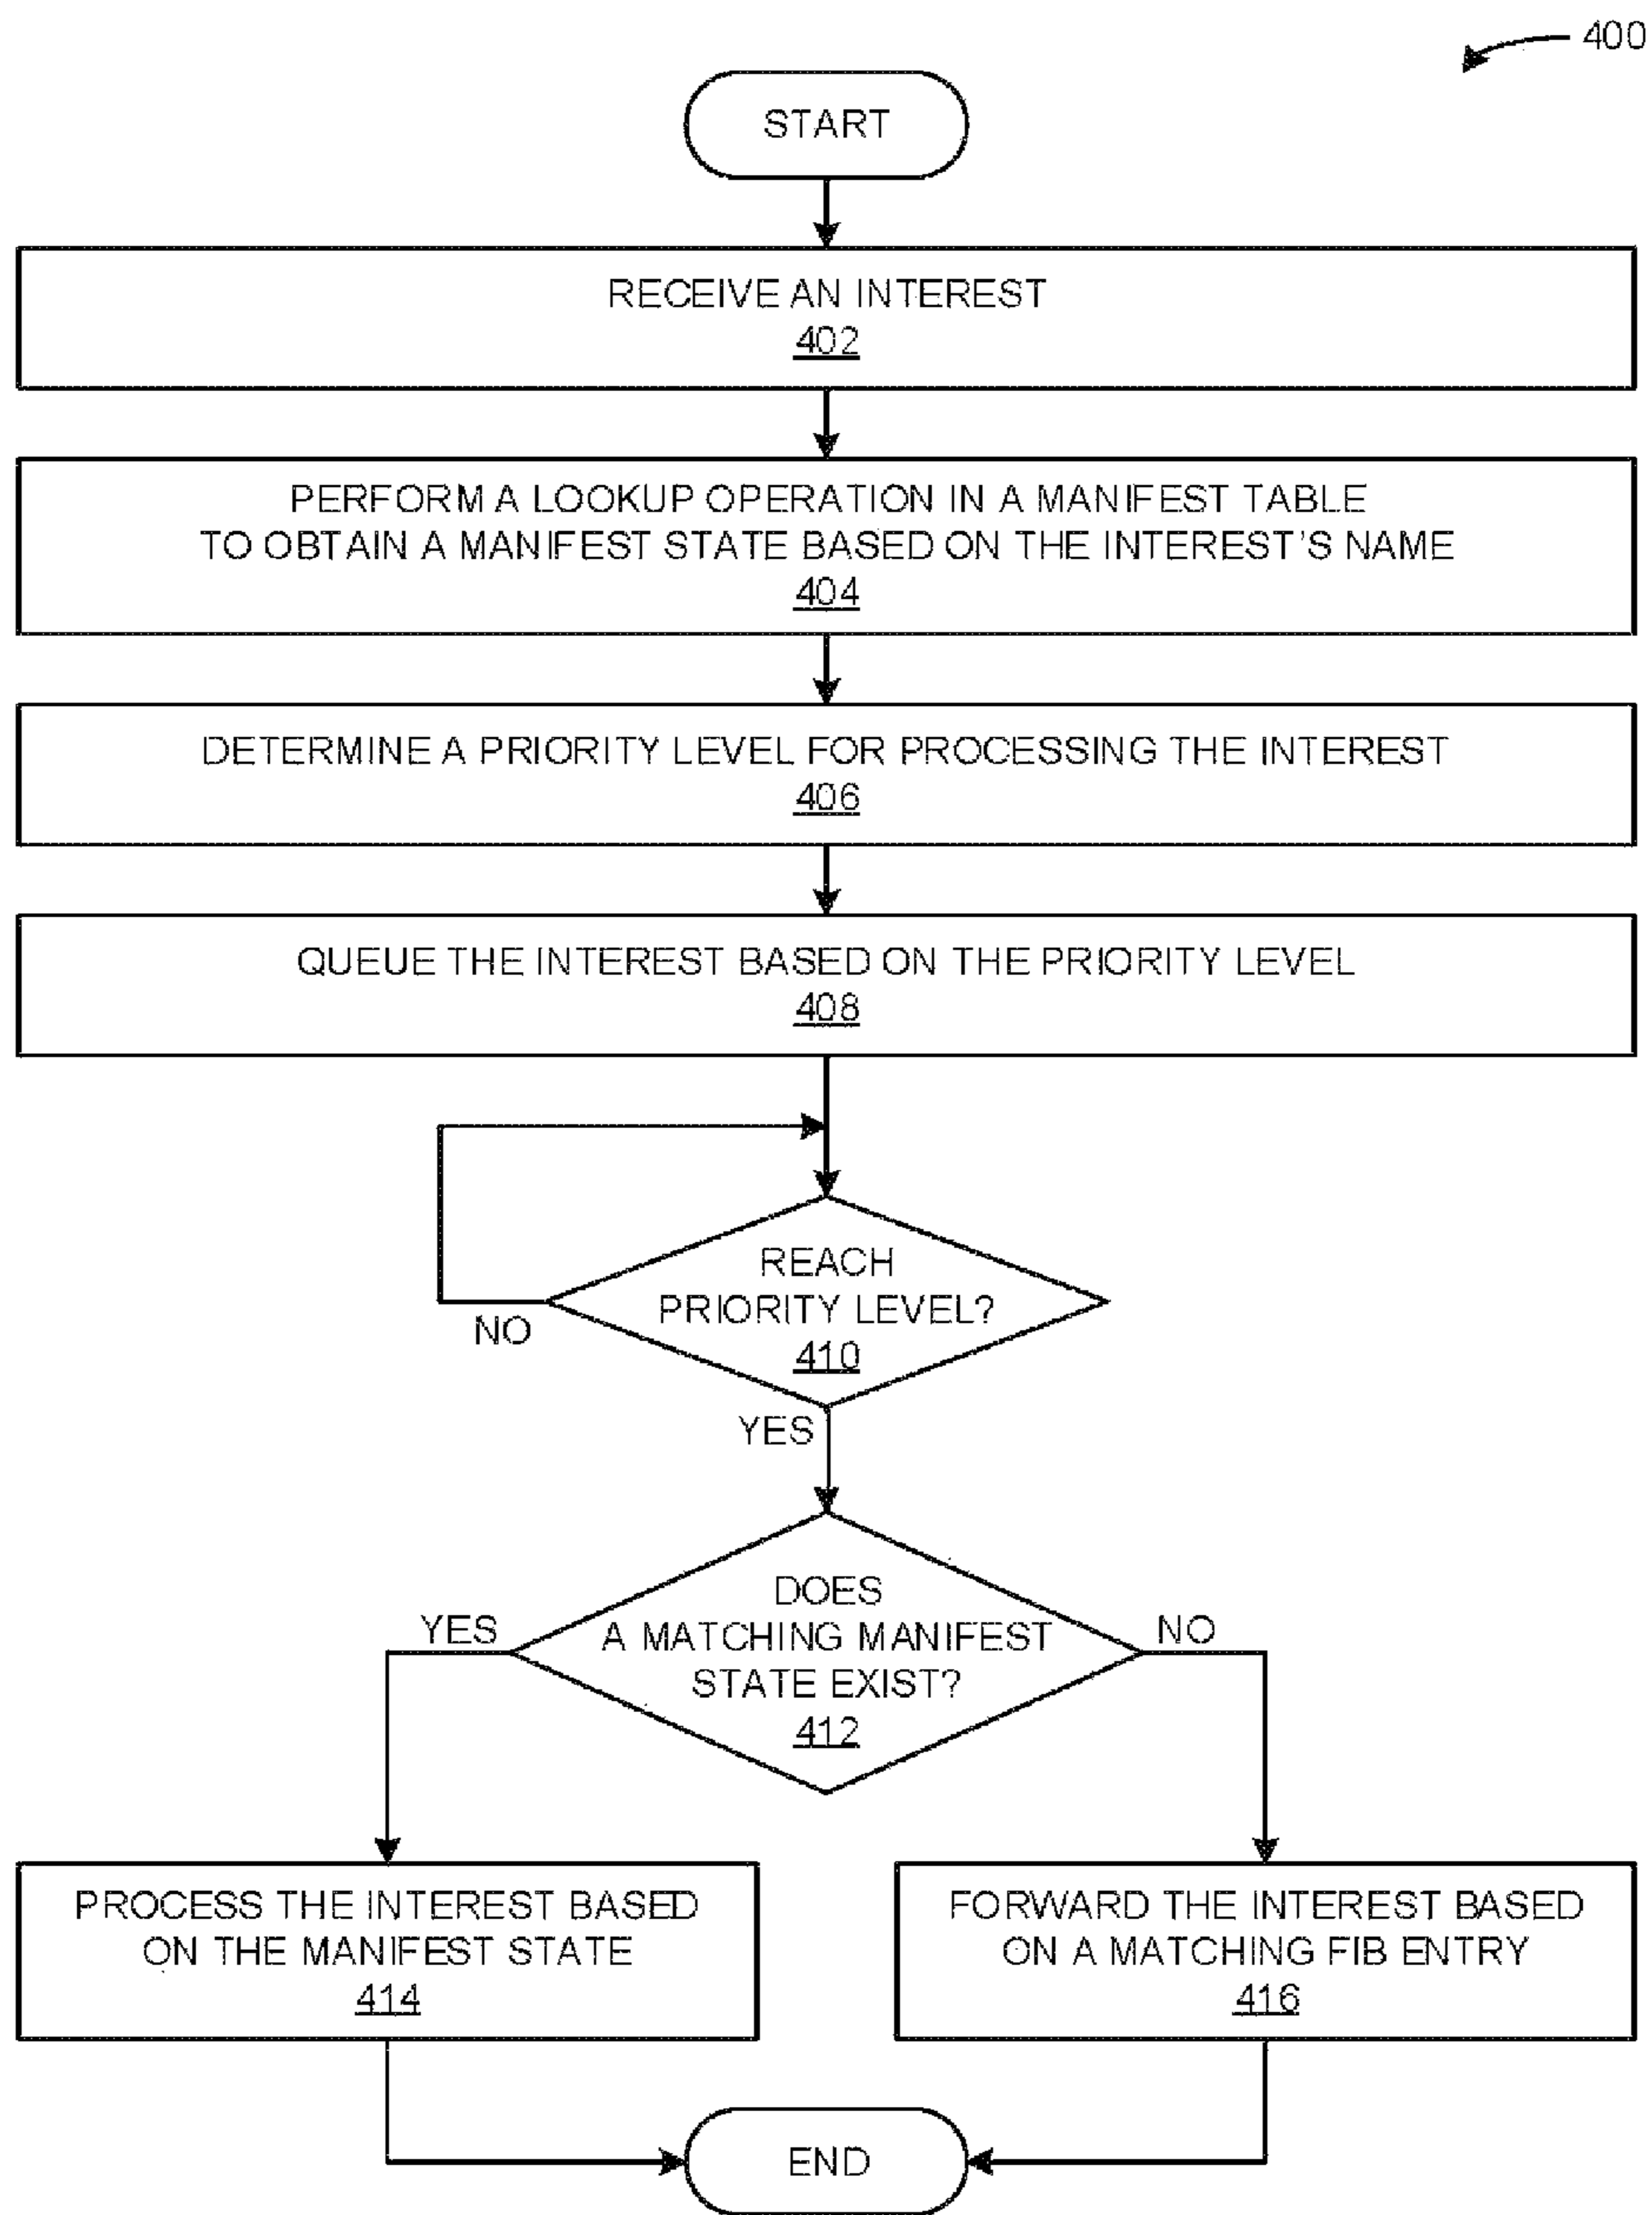 400
START
RECEIVE AN INTEREST
402
PERFORM A LOOKUP OPERATION IN A MANIFEST TABLE
TO OBTAIN A MANIFEST STATE BASED ON THE INTEREST'S NAME
404
DETERMINE A PRIORITY LEVEL FOR PROCESSING THE INTEREST
406
QUEUE THE INTEREST BASED ON THE PRIORITY LEVEL
408
REACH
PRIORITY LEVEL?
410
NO
YES
DOES
A MATCHING MANIFEST
STATE EXIST?
412
YES
NO
PROCESS THE INTEREST BASED
ON THE MANIFEST STATE
414
FORWARD THE INTEREST BASED
ON A MATCHING FIB ENTRY
416
END